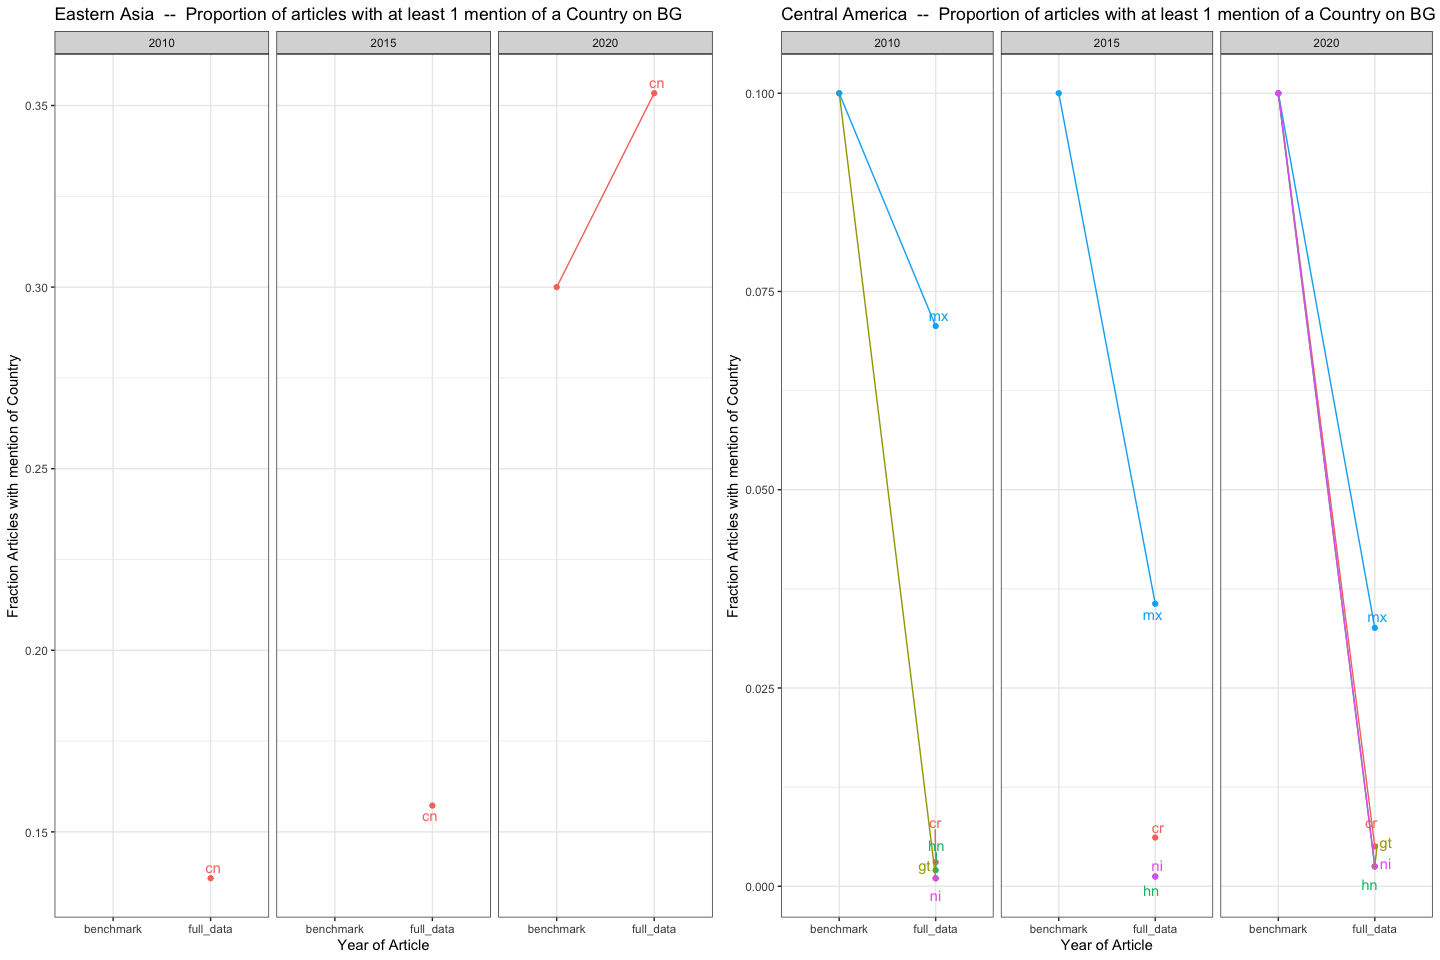 Eastern Asia  --  Proportion of articles with at least 1 mention of a Country on BG
2010
2015
2020
Fraction Articles with mention of Country
0.35
0.30
0.25
0.20
0.15
cn
cn
cn
benchmark
full_data
benchmark
full_data
benchmark
full_data
Year of Article
Central America  --  Proportion of articles with at least 1 mention of a Country on BG
2010
2015
2020
Fraction Articles with mention of Country
0.100
0.075
0.050
0.025
0.000
mx
cr
hn
gt
ni
mx
cr
ni
hn
mx
cr
gt
ni
hn
benchmark
full_data
benchmark
full_data
benchmark
full_data
Year of Article